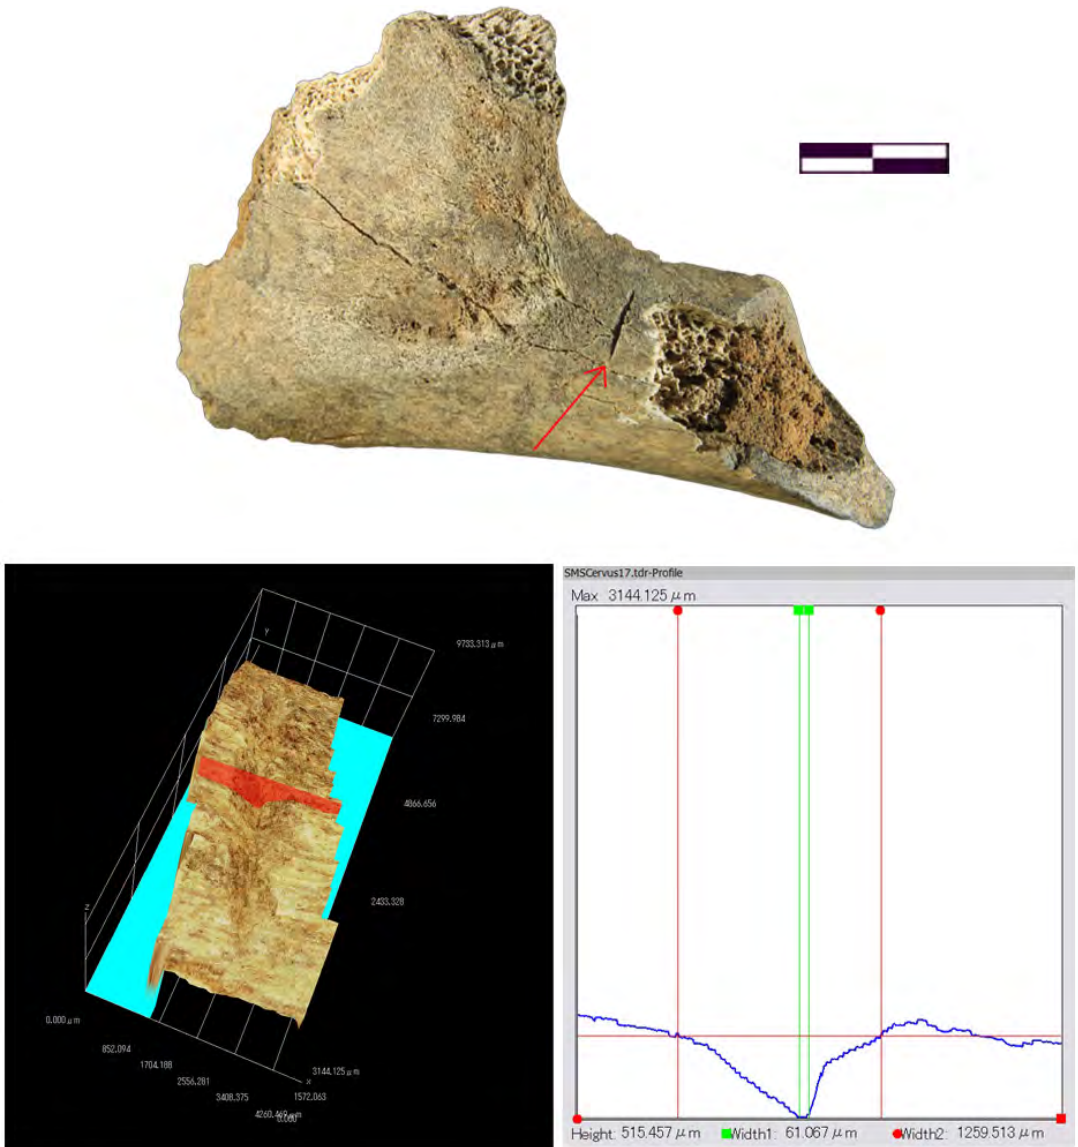 SMSCervus17.tdr-Profile
Max 3144.125 μm
Y
9733.313 μm
7299.984
4866.656
2433.328
Z
0.000 μm
852.094
1704.188
2556.281
3408.375
4260.469 μm
0.000
X
1572.063
3144.125 μm
Height: 515.457 μm Width1: 61.067 μm Width2: 1259.513 μm